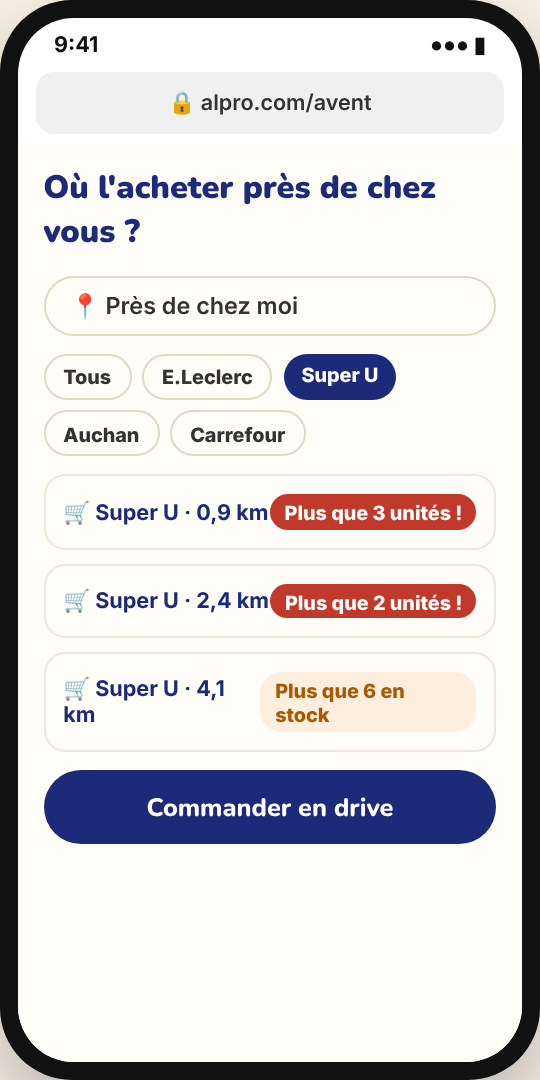 9:41
alpro.com/avent
Où l'acheter près de chez
vous ?
Près de chez moi
Tous
E.Leclerc
Super U
Auchan
Carrefour
Super U · 0,9 km
Plus que 3 unités !
Super U · 2,4 km
Plus que 2 unités !
Super U · 4,1
km
Plus que 6 en
stock
Commander en drive